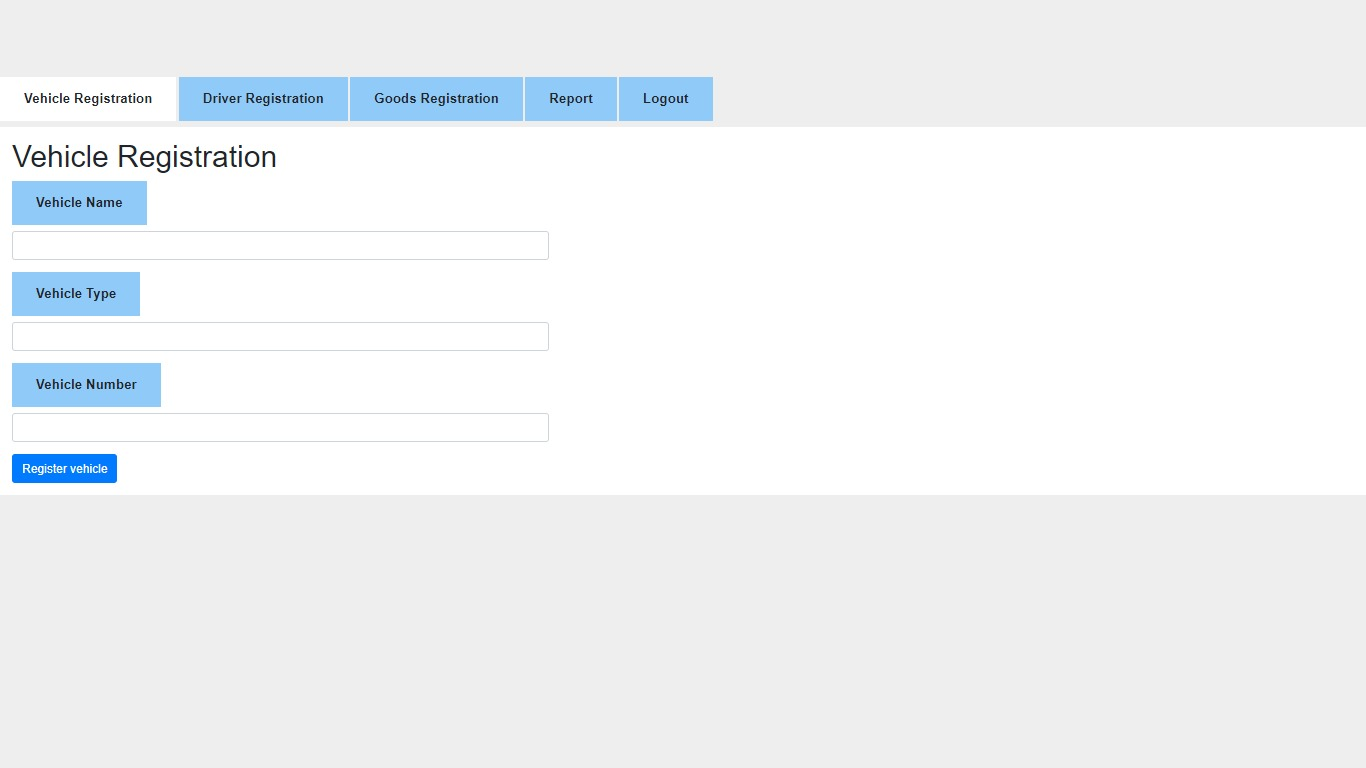 Vehicle Registration Driver Registration Goods Registration Report Logout
Vehicle Registration
Vehicle Name
Vehicle Type
Vehicle Number
Register vehicle